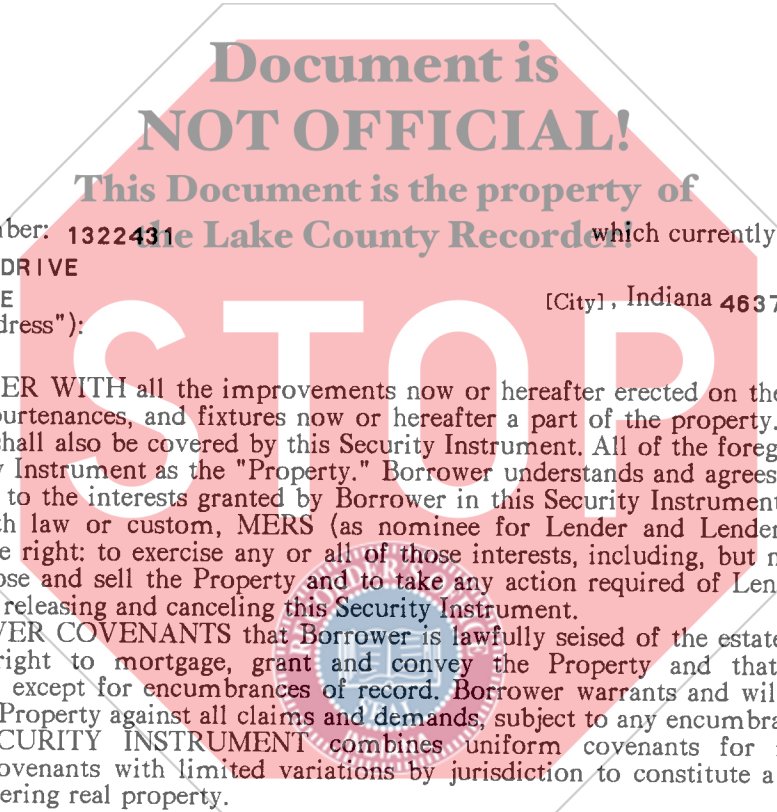 Document is
NOT OFFICIAL!
This Document is the property of
the Lake County Recorder!
ber: 1322431 which currently
DRIVE
E [City], Indiana 4637
dress"):
STOP
ER WITH all the improvements now or hereafter erected on the
purtenances, and fixtures now or hereafter a part of the property.
hall also be covered by this Security Instrument. All of the foreg
y Instrument as the "Property." Borrower understands and agrees
to the interests granted by Borrower in this Security Instrument
th law or custom, MERS (as nominee for Lender and Lender
e right: to exercise any or all of those interests, including, but n
ose and sell the Property and to take any action required of Len
releasing and canceling this Security Instrument.
VER COVENANTS that Borrower is lawfully seised of the estate
right to mortgage, grant and convey the Property and that
except for encumbrances of record. Borrower warrants and wil
Property against all claims and demands, subject to any encumbra
CURITY INSTRUMENT combines uniform covenants for
ovenants with limited variations by jurisdiction to constitute a
ering real property.
RECORDER'S OFFICE
SEAL